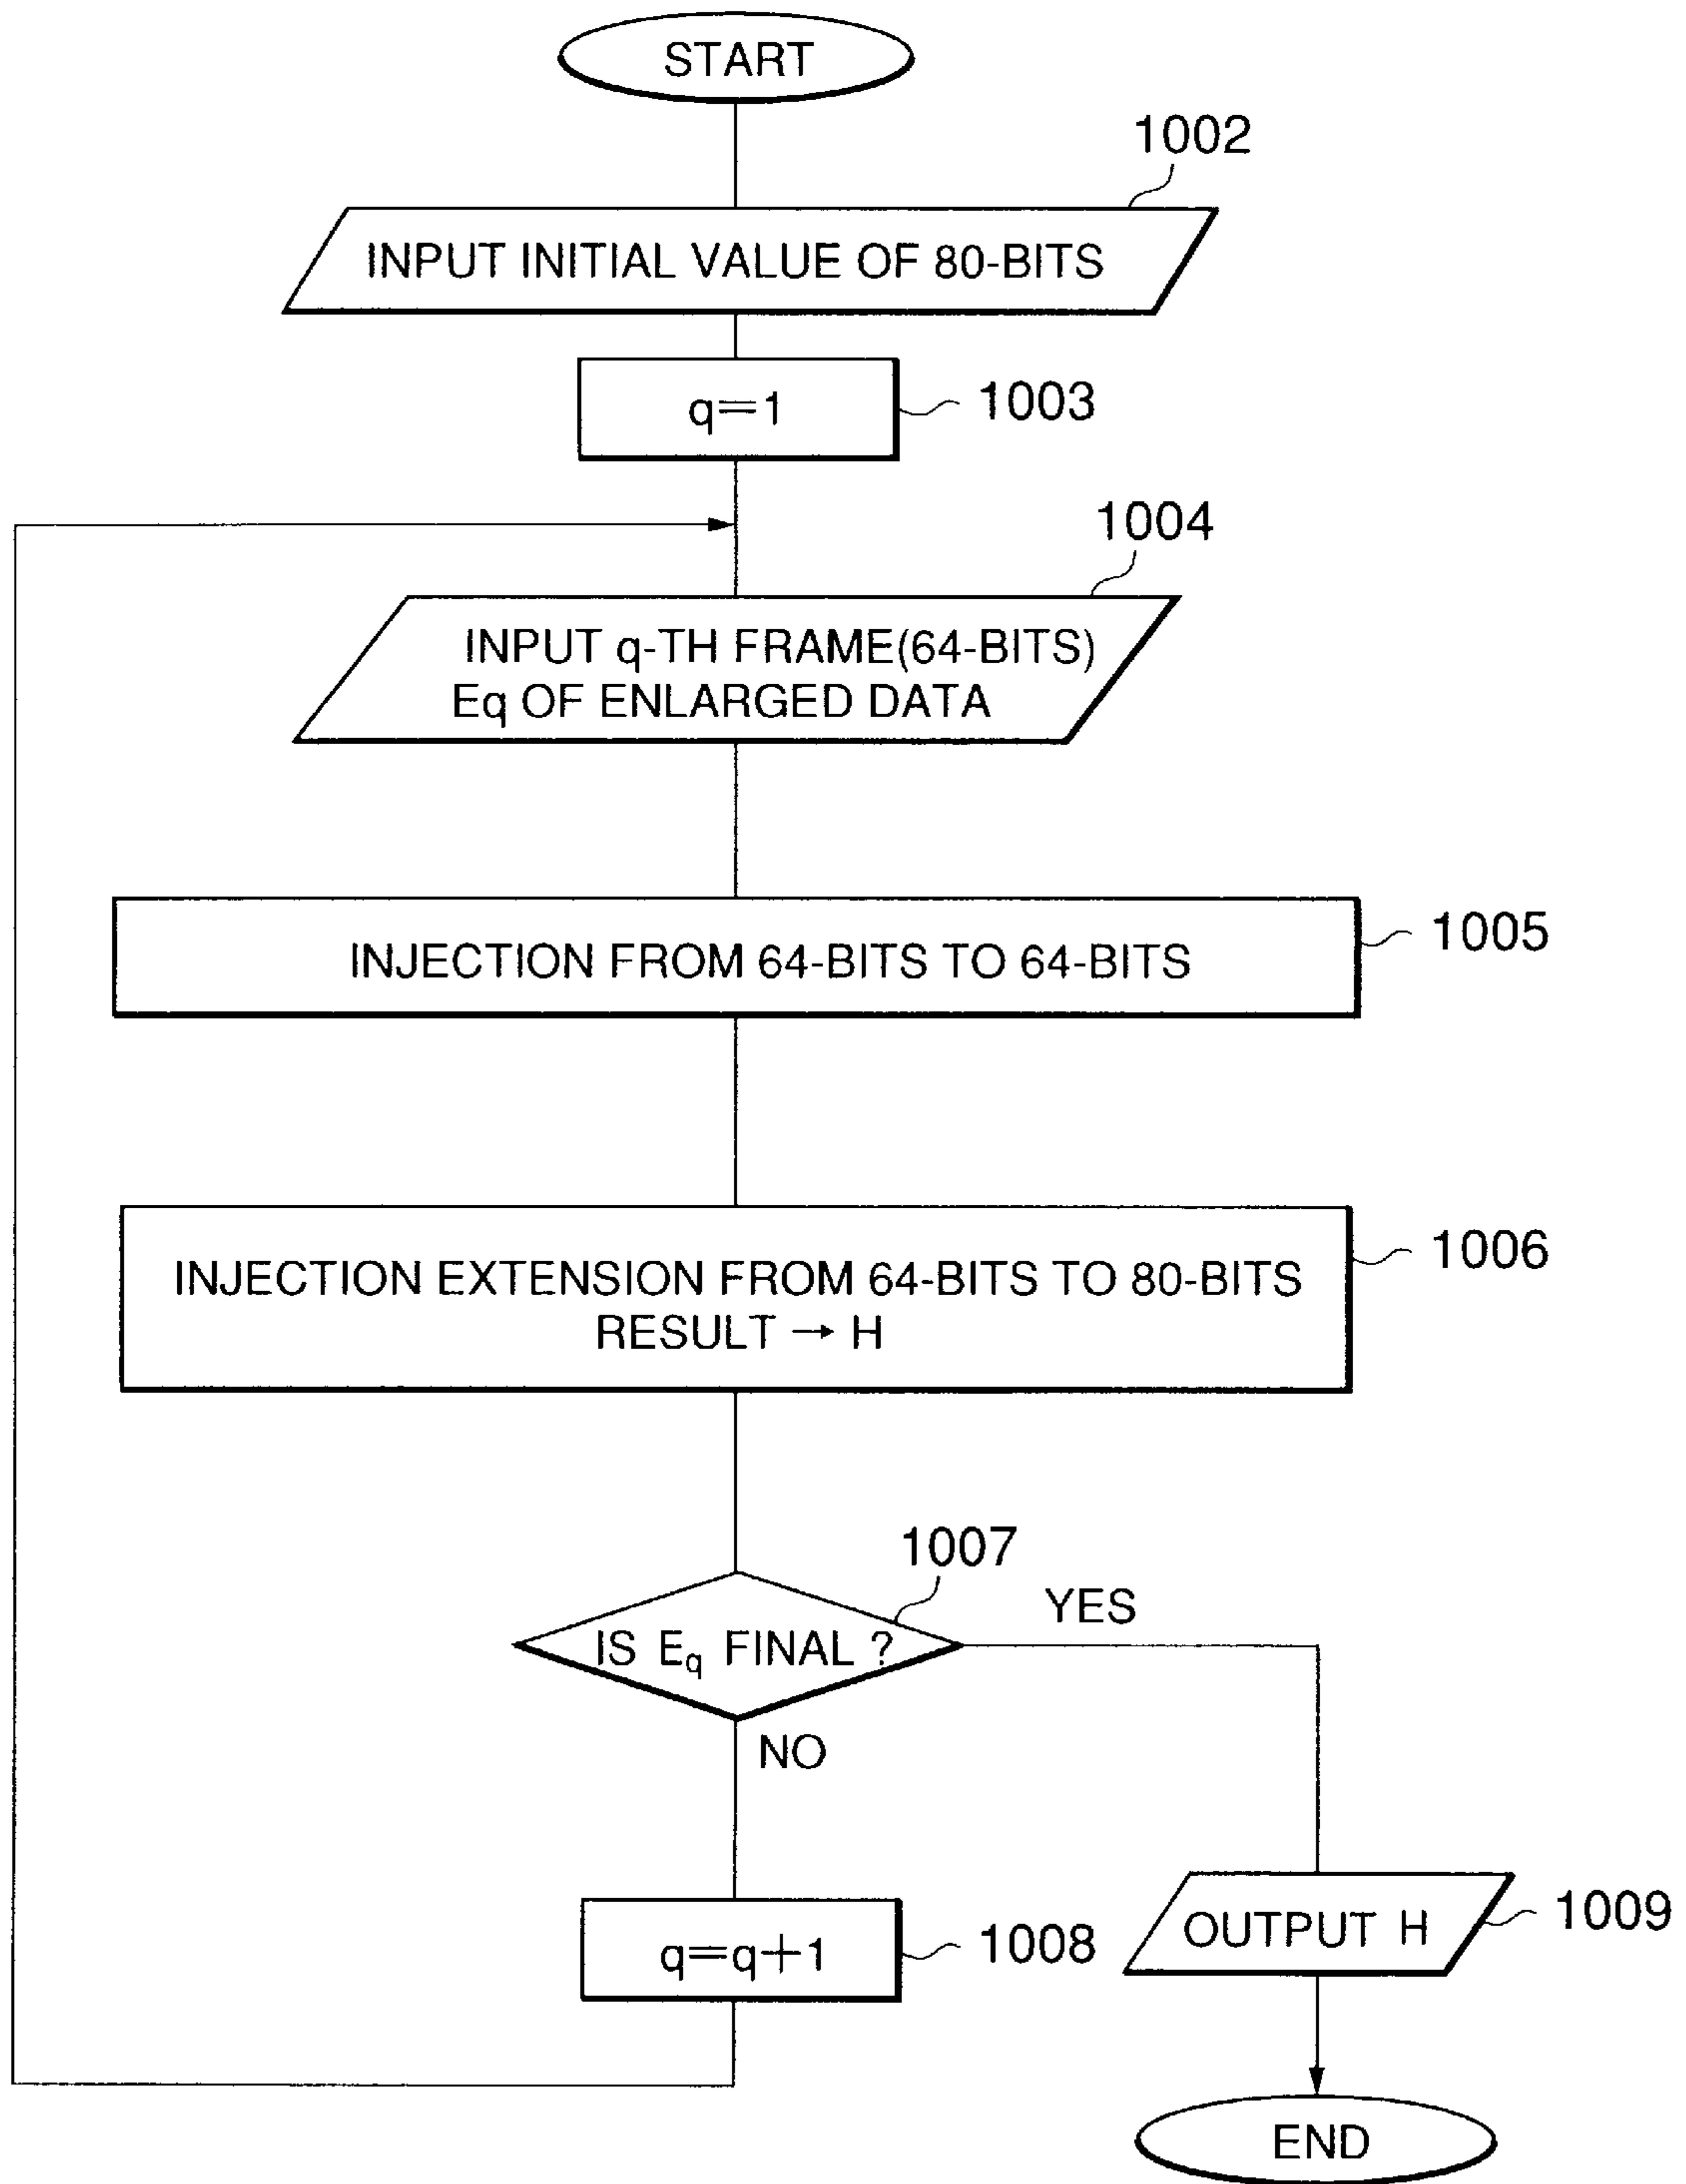 START
1002
INPUT INITIAL VALUE OF 80-BITS
q=1
1003
1004
INPUT q-TH FRAME(64-BITS)
Eq OF ENLARGED DATA
INJECTION FROM 64-BITS TO 64-BITS
1005
INJECTION EXTENSION FROM 64-BITS TO 80-BITS
RESULT → H
1006
1007
IS Eq FINAL ?
YES
NO
q=q+1
1008
OUTPUT H
1009
END